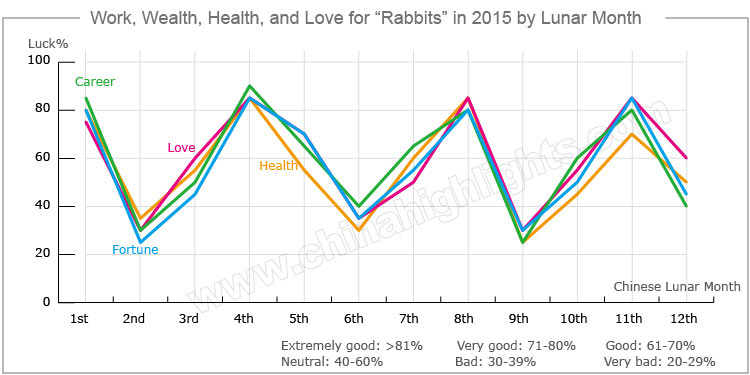 Work, Wealth, Health, and Love for “Rabbits” in 2015 by Lunar Month
Luck%
100
80
60
40
20
0
Career
Love
Health
Fortune
www.chinahighlights.com
Chinese Lunar Month
1st 2nd 3rd 4th 5th 6th 7th 8th 9th 10th 11th 12th
Extremely good: >81% Very good: 71-80% Good: 61-70%
Neutral: 40-60% Bad: 30-39% Very bad: 20-29%